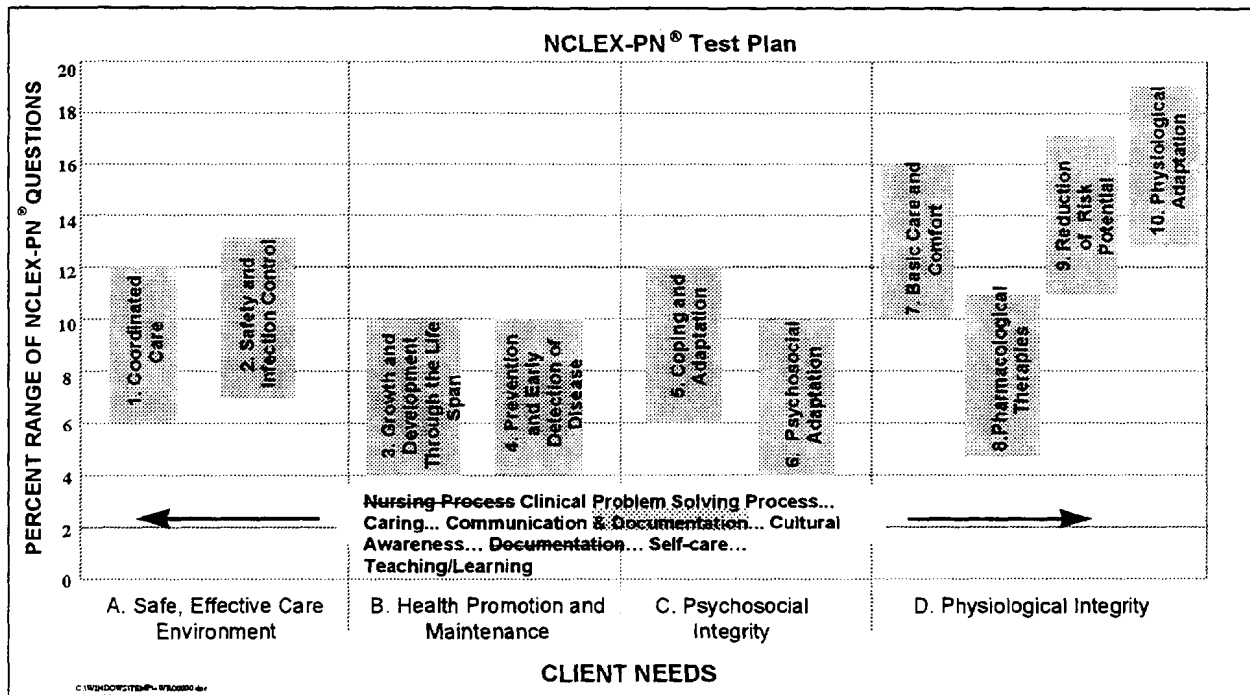 NCLEX-PN® Test Plan
PERCENT RANGE OF NCLEX-PN® QUESTIONS
20
18
16
14
12
10
8
6
4
2
0
1. Coordinated
Care
2. Safety and
Infection Control
3. Growth and
Development
Through the Life
Span
4. Prevention
and Early
Detection of
Disease
5. Coping and
Adaptation
6. Psychosocial
Adaptation
7. Basic Care and
Comfort
8.Pharmacological
Therapies
9. Reduction
of Risk
Potential
10. Physiological
Adaptation
Nursing Process Clinical Problem Solving Process...
Caring... Communication & Documentation... Cultural
Awareness... Documentation... Self-care...
Teaching/Learning
A. Safe, Effective Care
Environment
B. Health Promotion and
Maintenance
C. Psychosocial
Integrity
D. Physiological Integrity
CLIENT NEEDS